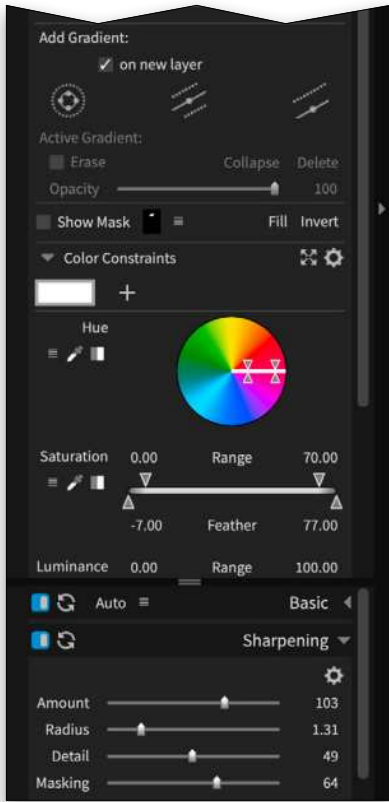 Add Gradient:
on new layer
Active Gradient:
Erase Collapse Delete
Opacity 100
Show Mask Fill Invert
Color Constraints
Hue
Saturation 0.00 Range 70.00
-7.00 Feather 77.00
Luminance 0.00 Range 100.00
Auto Basic
Sharpening
Amount 103
Radius 1.31
Detail 49
Masking 64